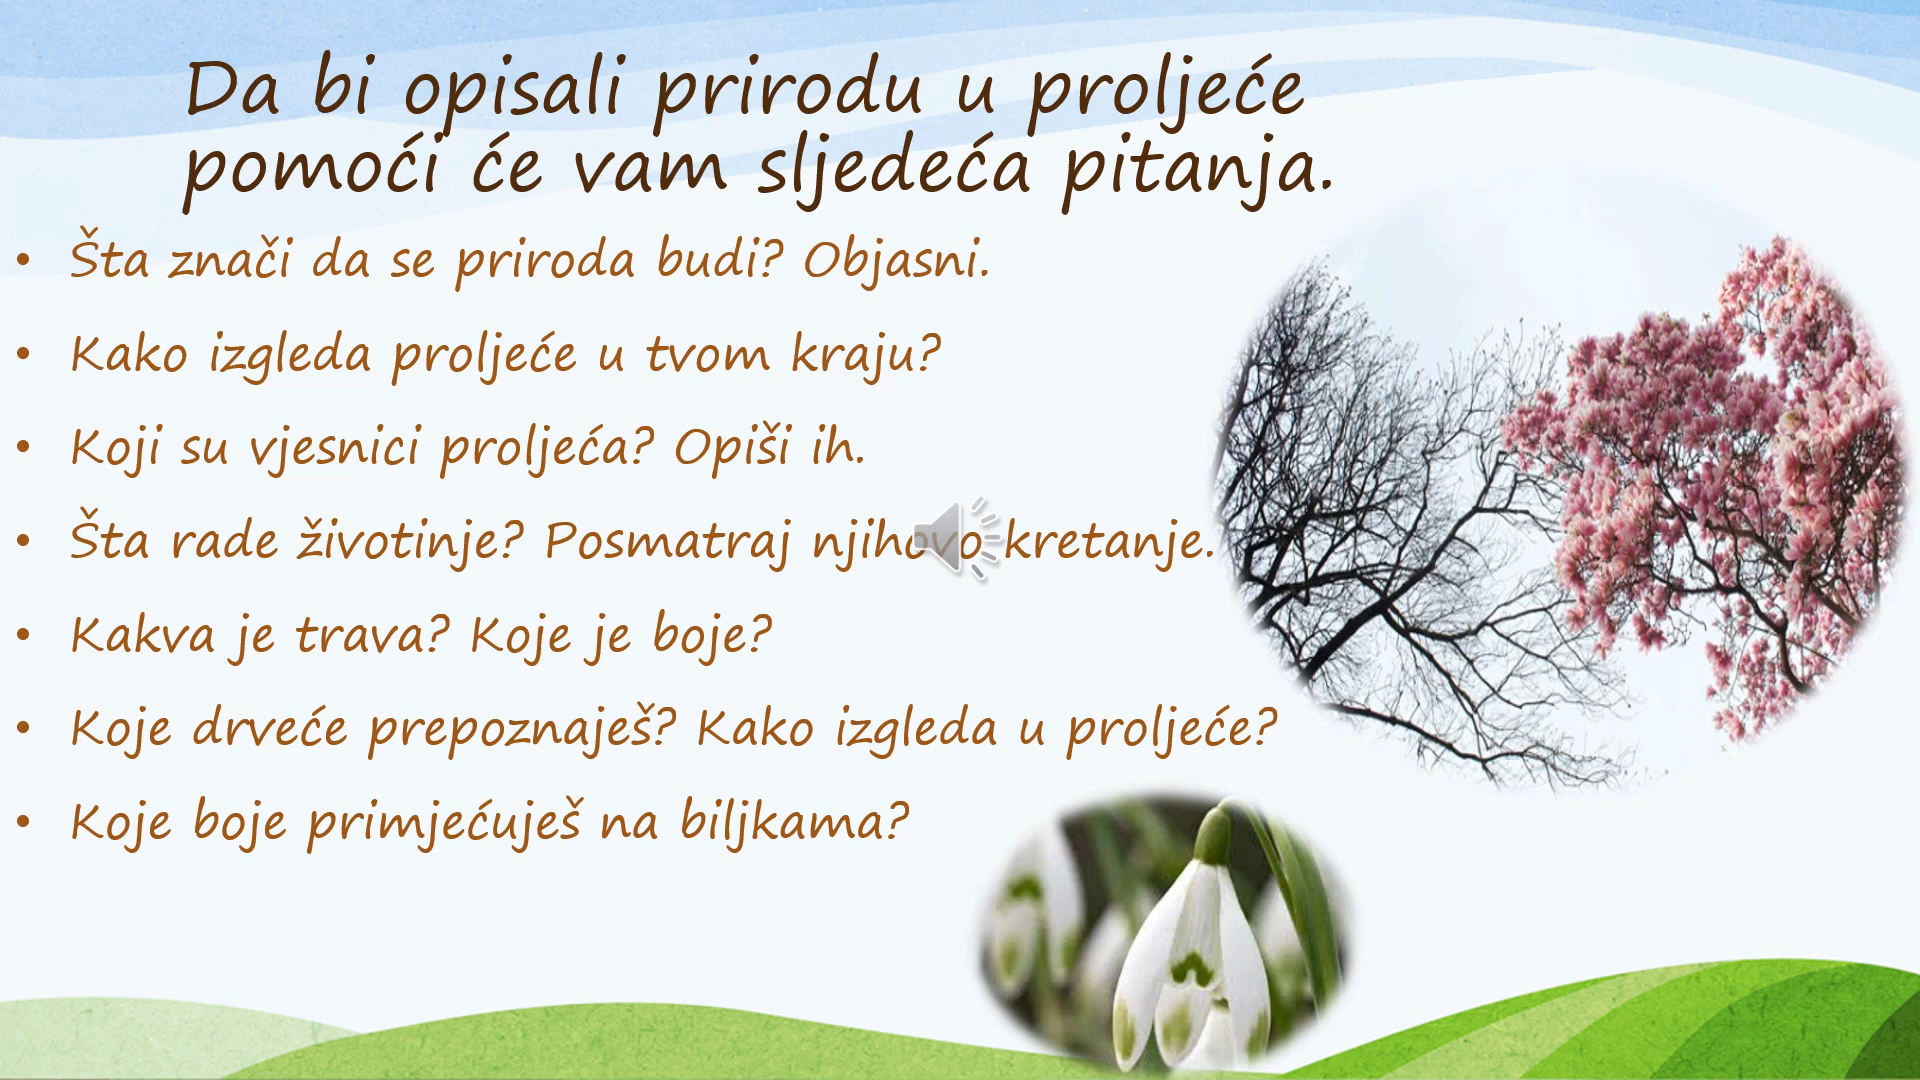 Da bi opisali prirodu u proljeće
pomoći će vam sljedeća pitanja.
• Šta znači da se priroda budi? Objasni.
• Kako izgleda proljeće u tvom kraju?
• Koji su vjesnici proljeća? Opiši ih.
• Šta rade životinje? Posmatraj njihovo kretanje.
• Kakva je trava? Koje je boje?
• Koje drveće prepoznaješ? Kako izgleda u proljeće?
• Koje boje primjećuješ na biljkama?